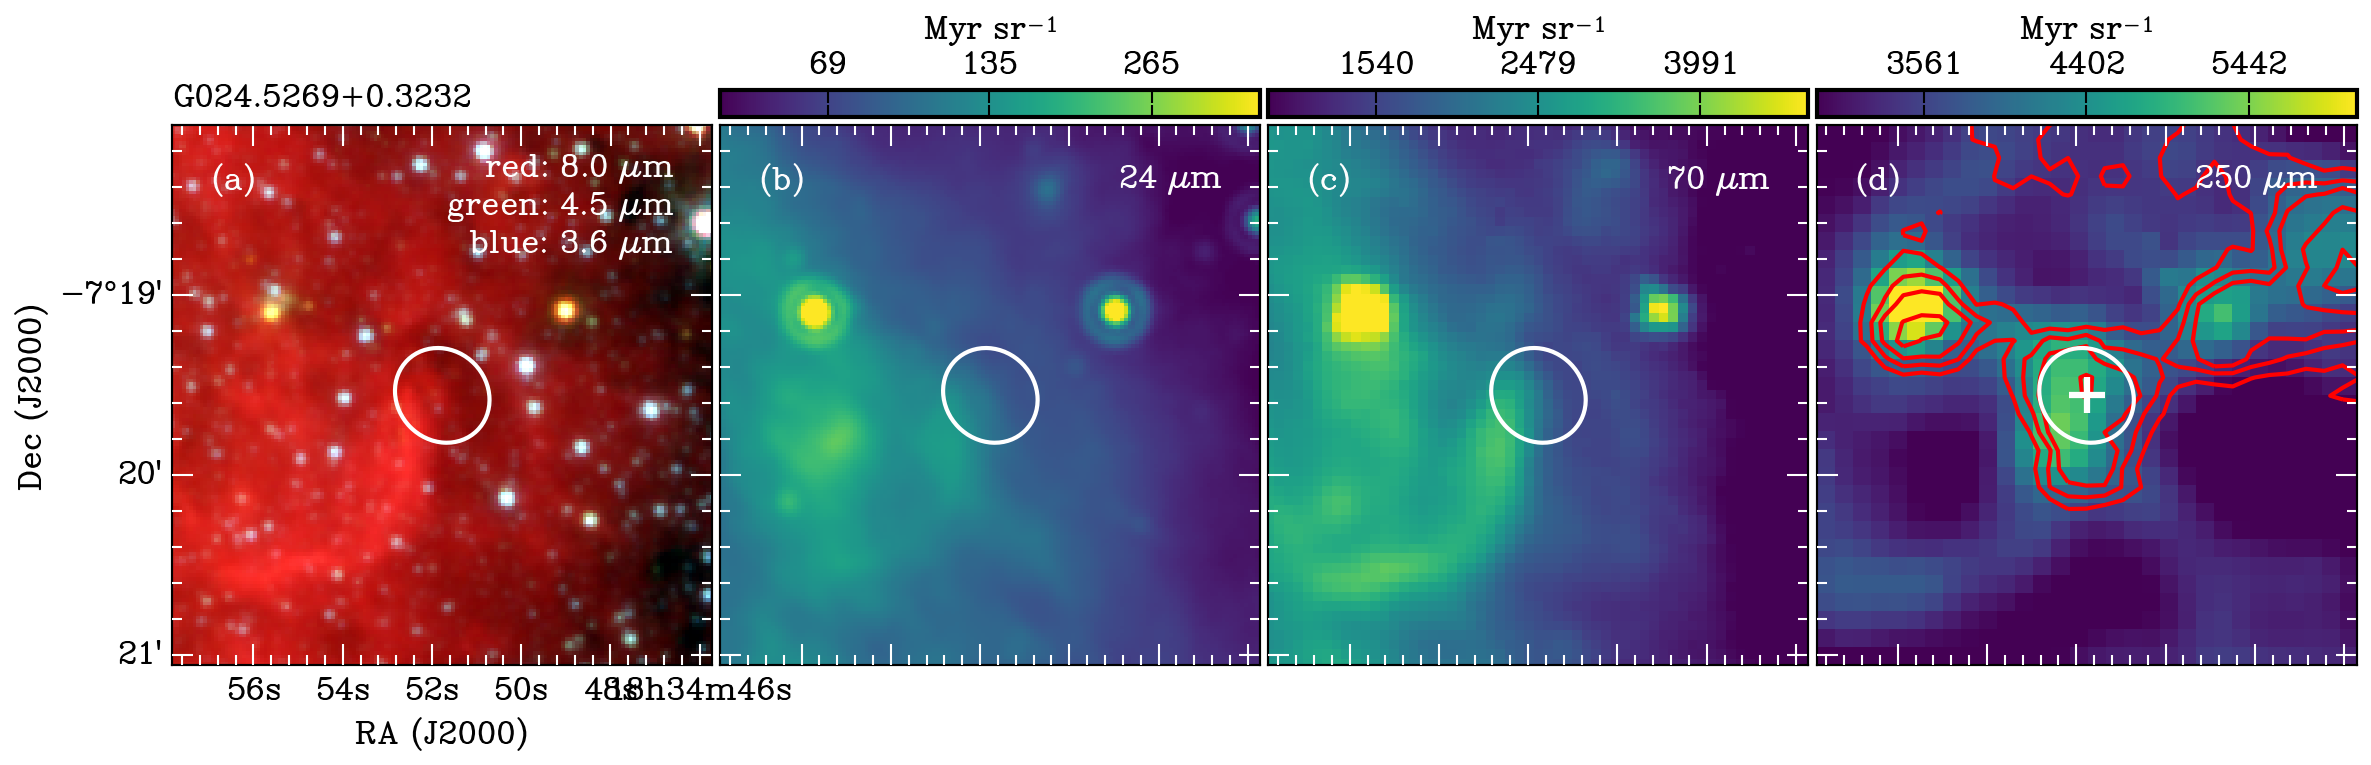 G024.5269+0.3232
(a)
red: 8.0 μm
green: 4.5 μm
blue: 3.6 μm
Dec (J2000)
−7°19'
20'
21'
56s 54s 52s 50s 48s 18h34m46s
RA (J2000)
Myr sr⁻¹
69 135 265
(b) 24 μm
Myr sr⁻¹
1540 2479 3991
(c) 70 μm
Myr sr⁻¹
3561 4402 5442
(d) 250 μm